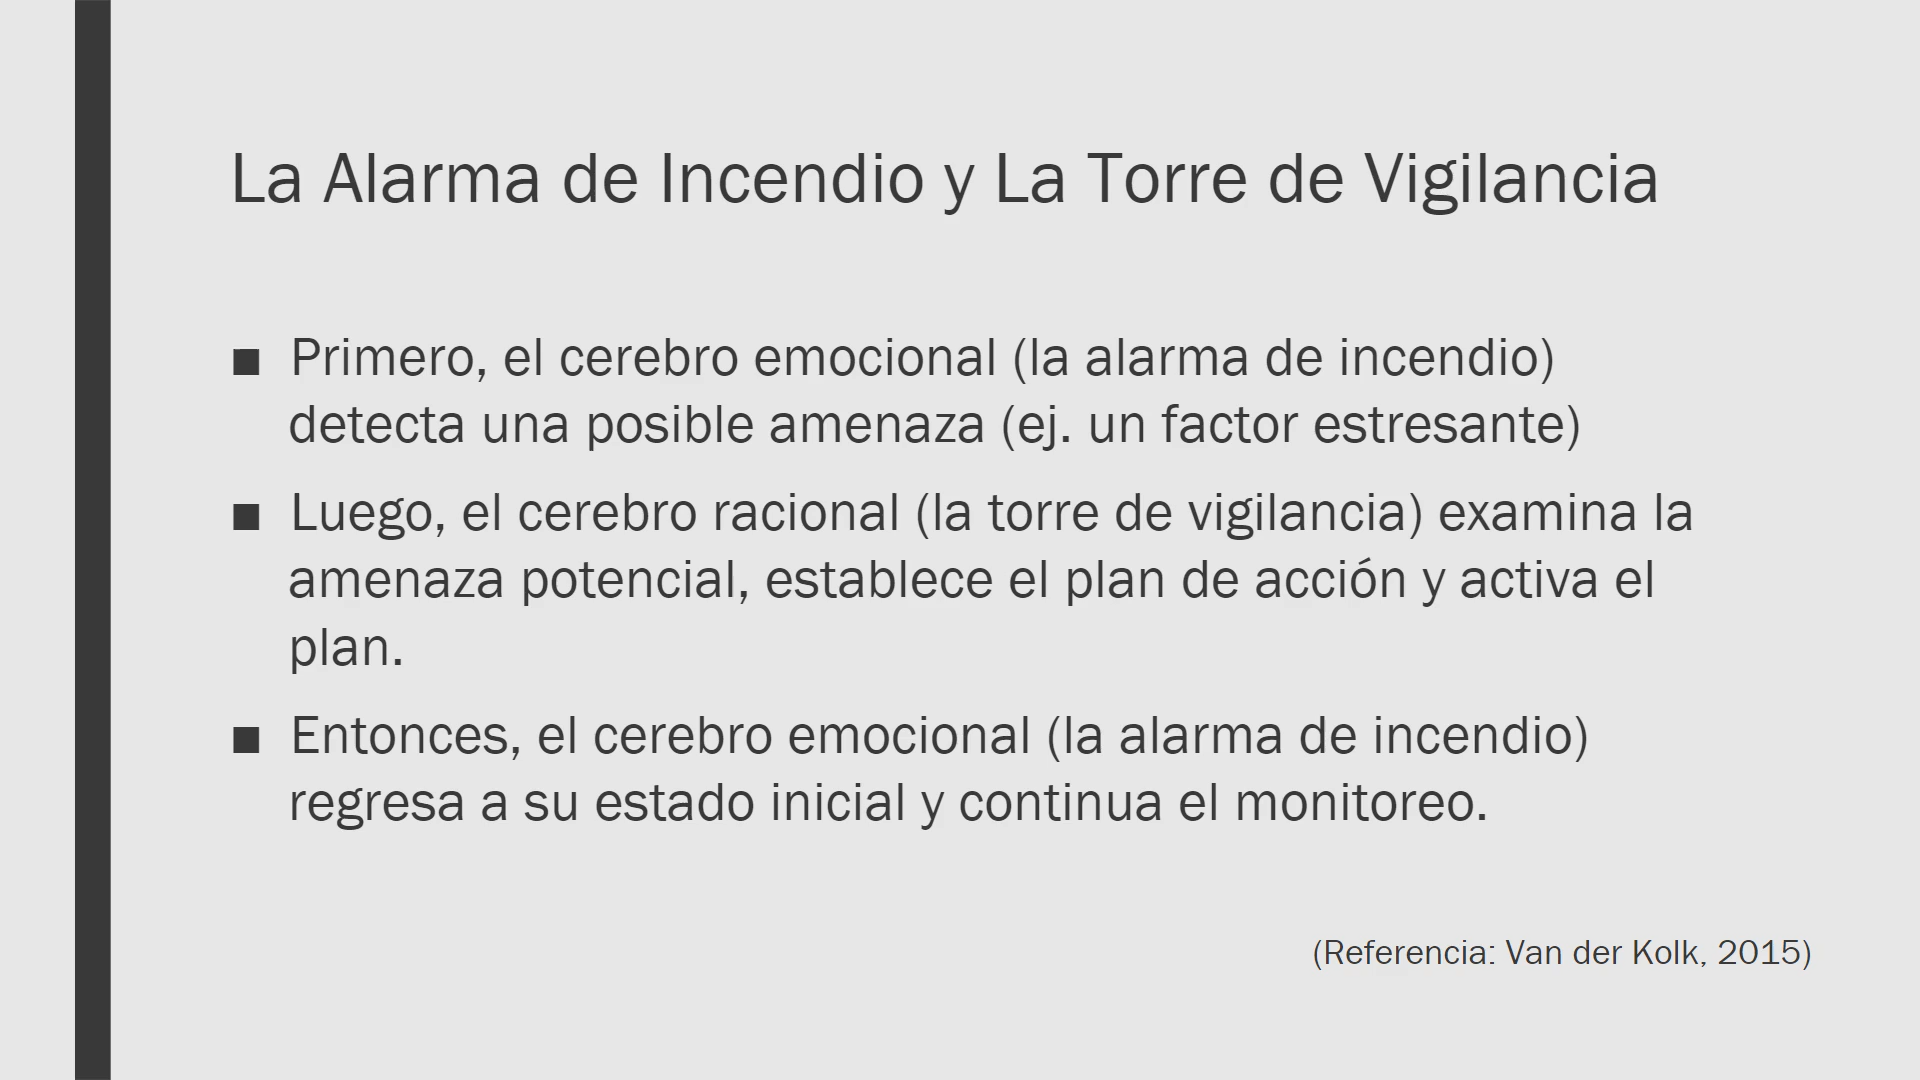 La Alarma de Incendio y La Torre de Vigilancia
■ Primero, el cerebro emocional (la alarma de incendio)
detecta una posible amenaza (ej. un factor estresante)
■ Luego, el cerebro racional (la torre de vigilancia) examina la
amenaza potencial, establece el plan de acción y activa el
plan.
■ Entonces, el cerebro emocional (la alarma de incendio)
regresa a su estado inicial y continua el monitoreo.
(Referencia: Van der Kolk, 2015)